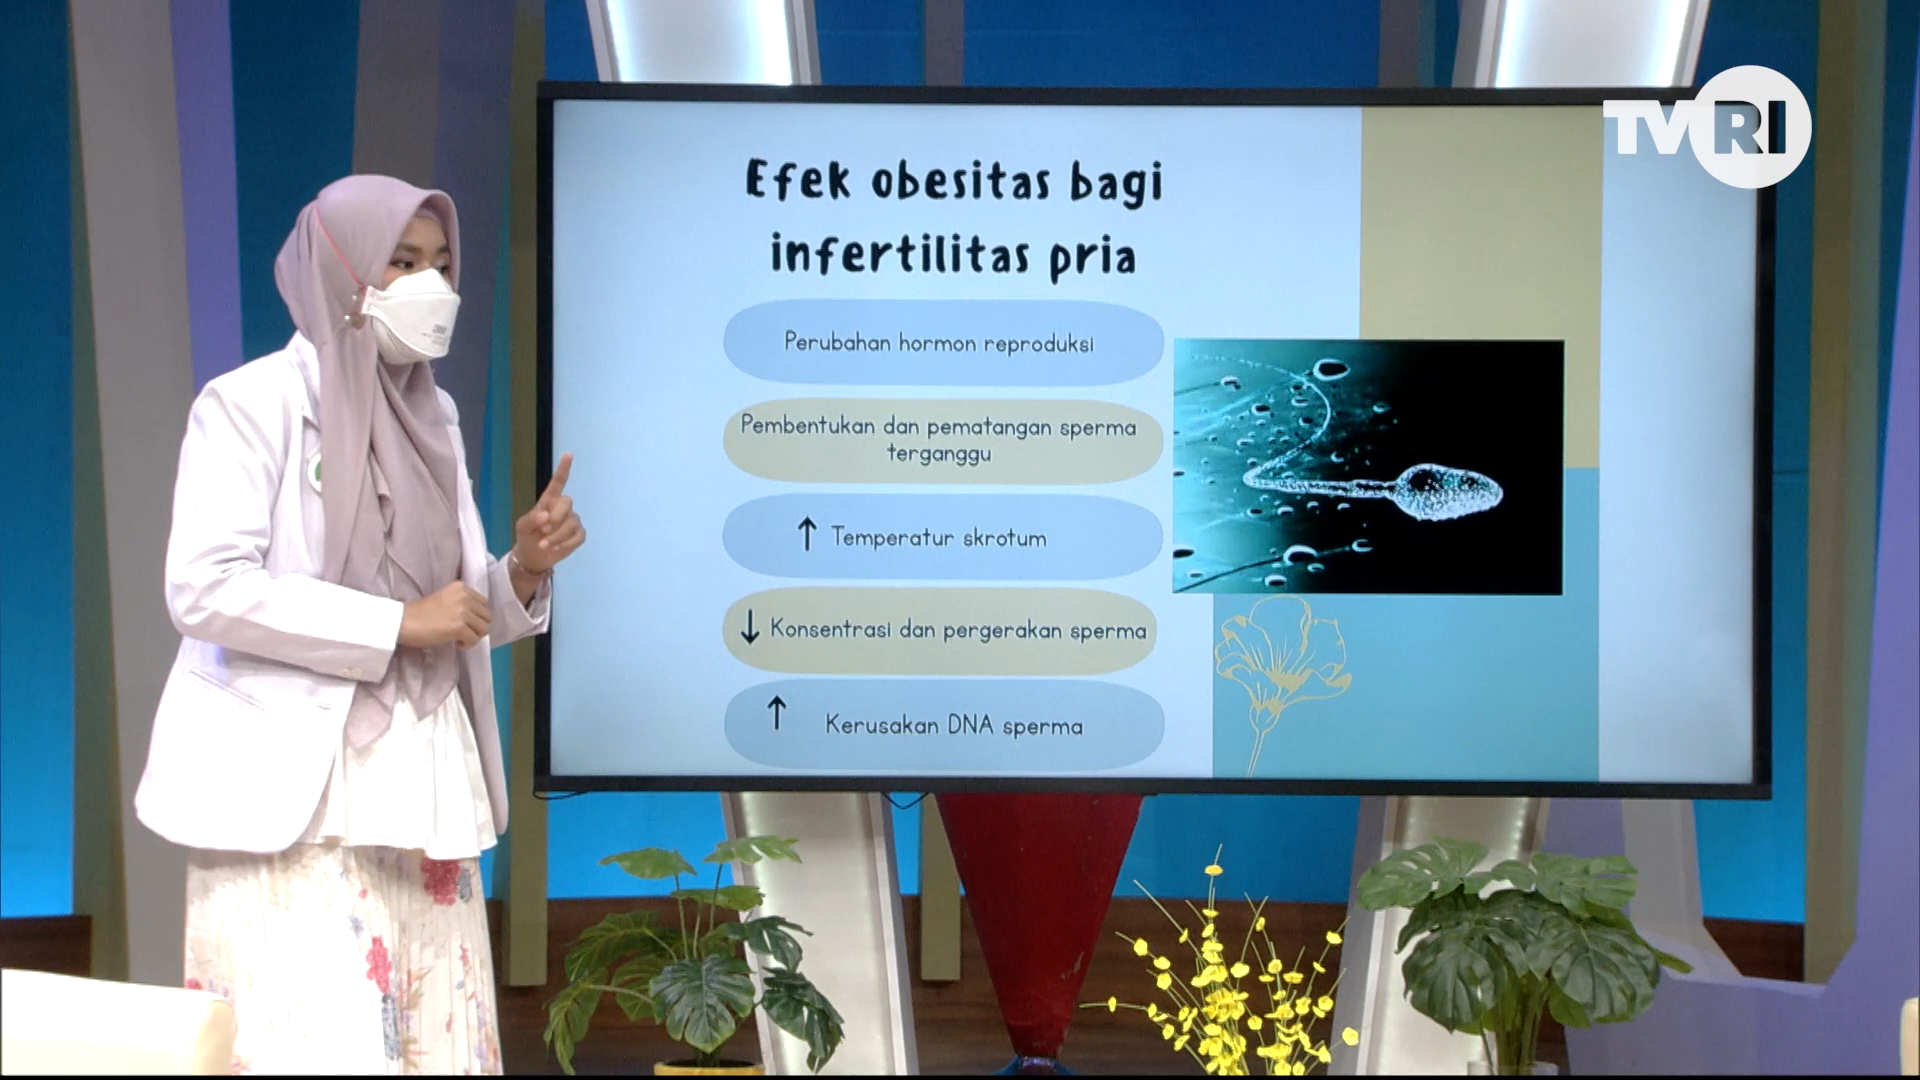 TVRI
Efek obesitas bagi
infertilitas pria
Perubahan hormon reproduksi
Pembentukan dan pematangan sperma
terganggu
↑ Temperatur skrotum
↓ Konsentrasi dan pergerakan sperma
↑ Kerusakan DNA sperma